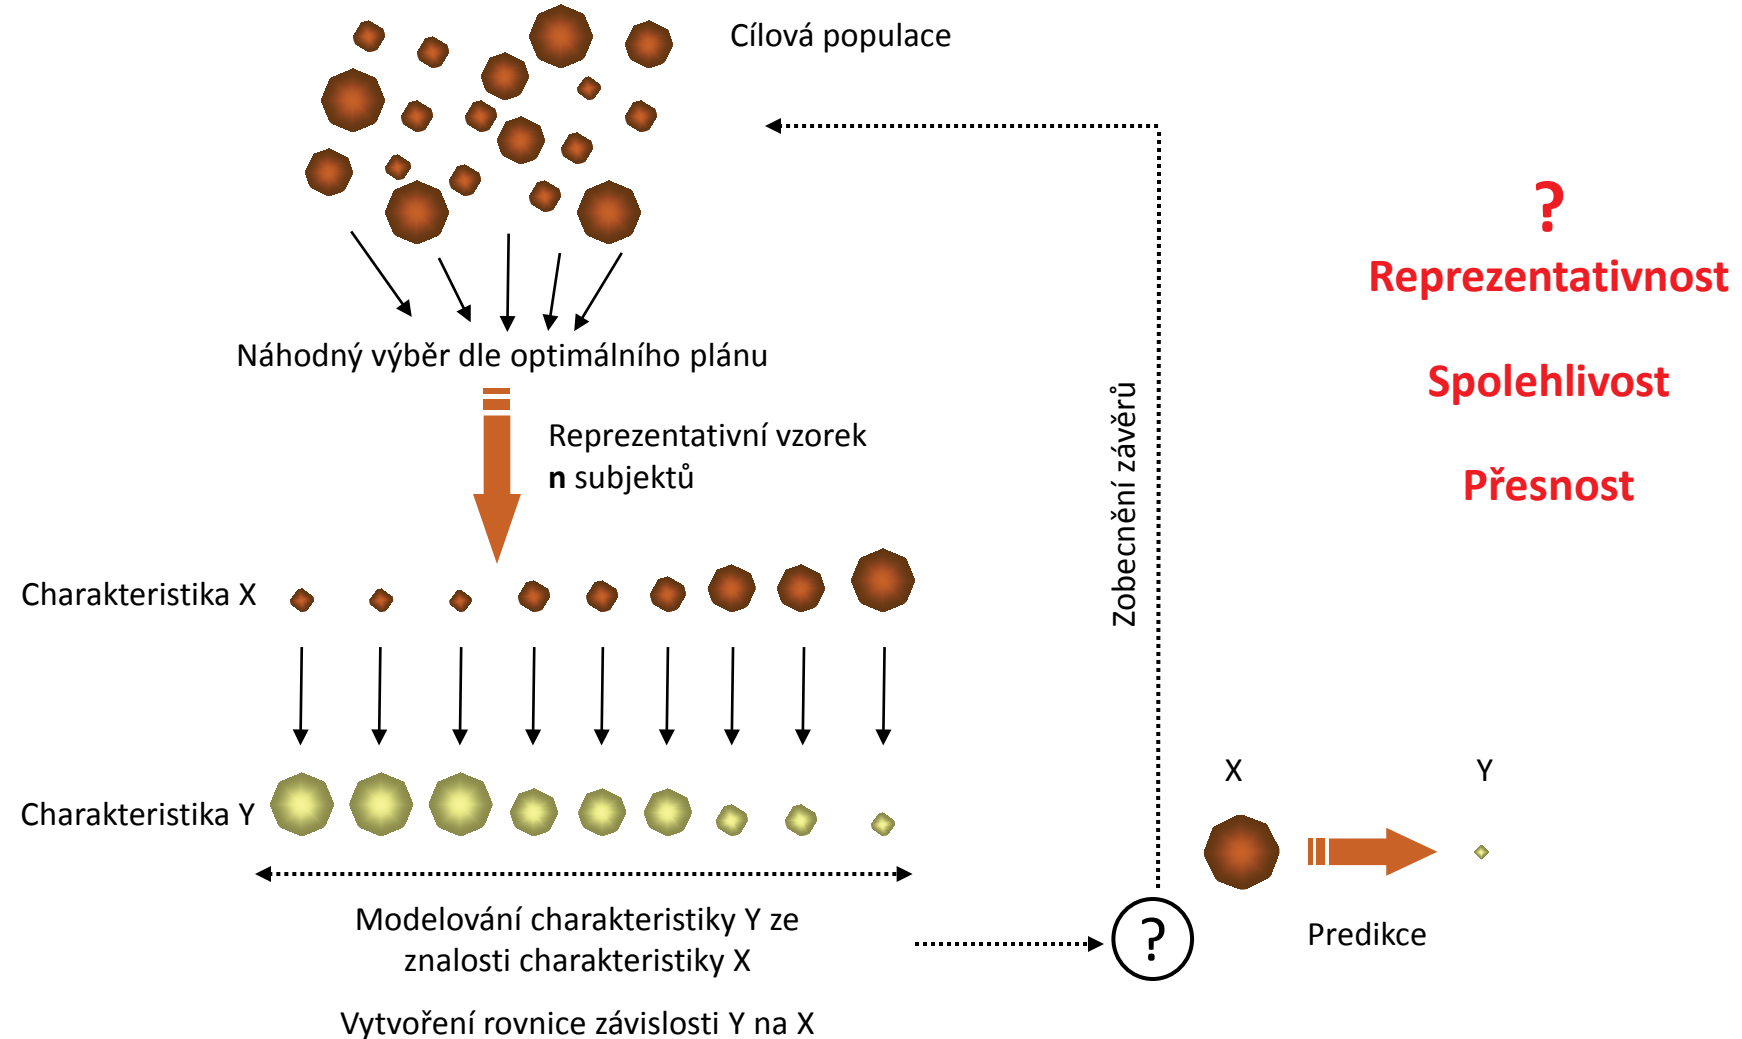 Cílová populace
?
Reprezentativnost
Spolehlivost
Přesnost
Náhodný výběr dle optimálního plánu
Reprezentativní vzorek
n subjektů
Zobecnění závěrů
Charakteristika X
Charakteristika Y
X
Y
Modelování charakteristiky Y ze
znalosti charakteristiky X
?
Predikce
Vytvoření rovnice závislosti Y na X